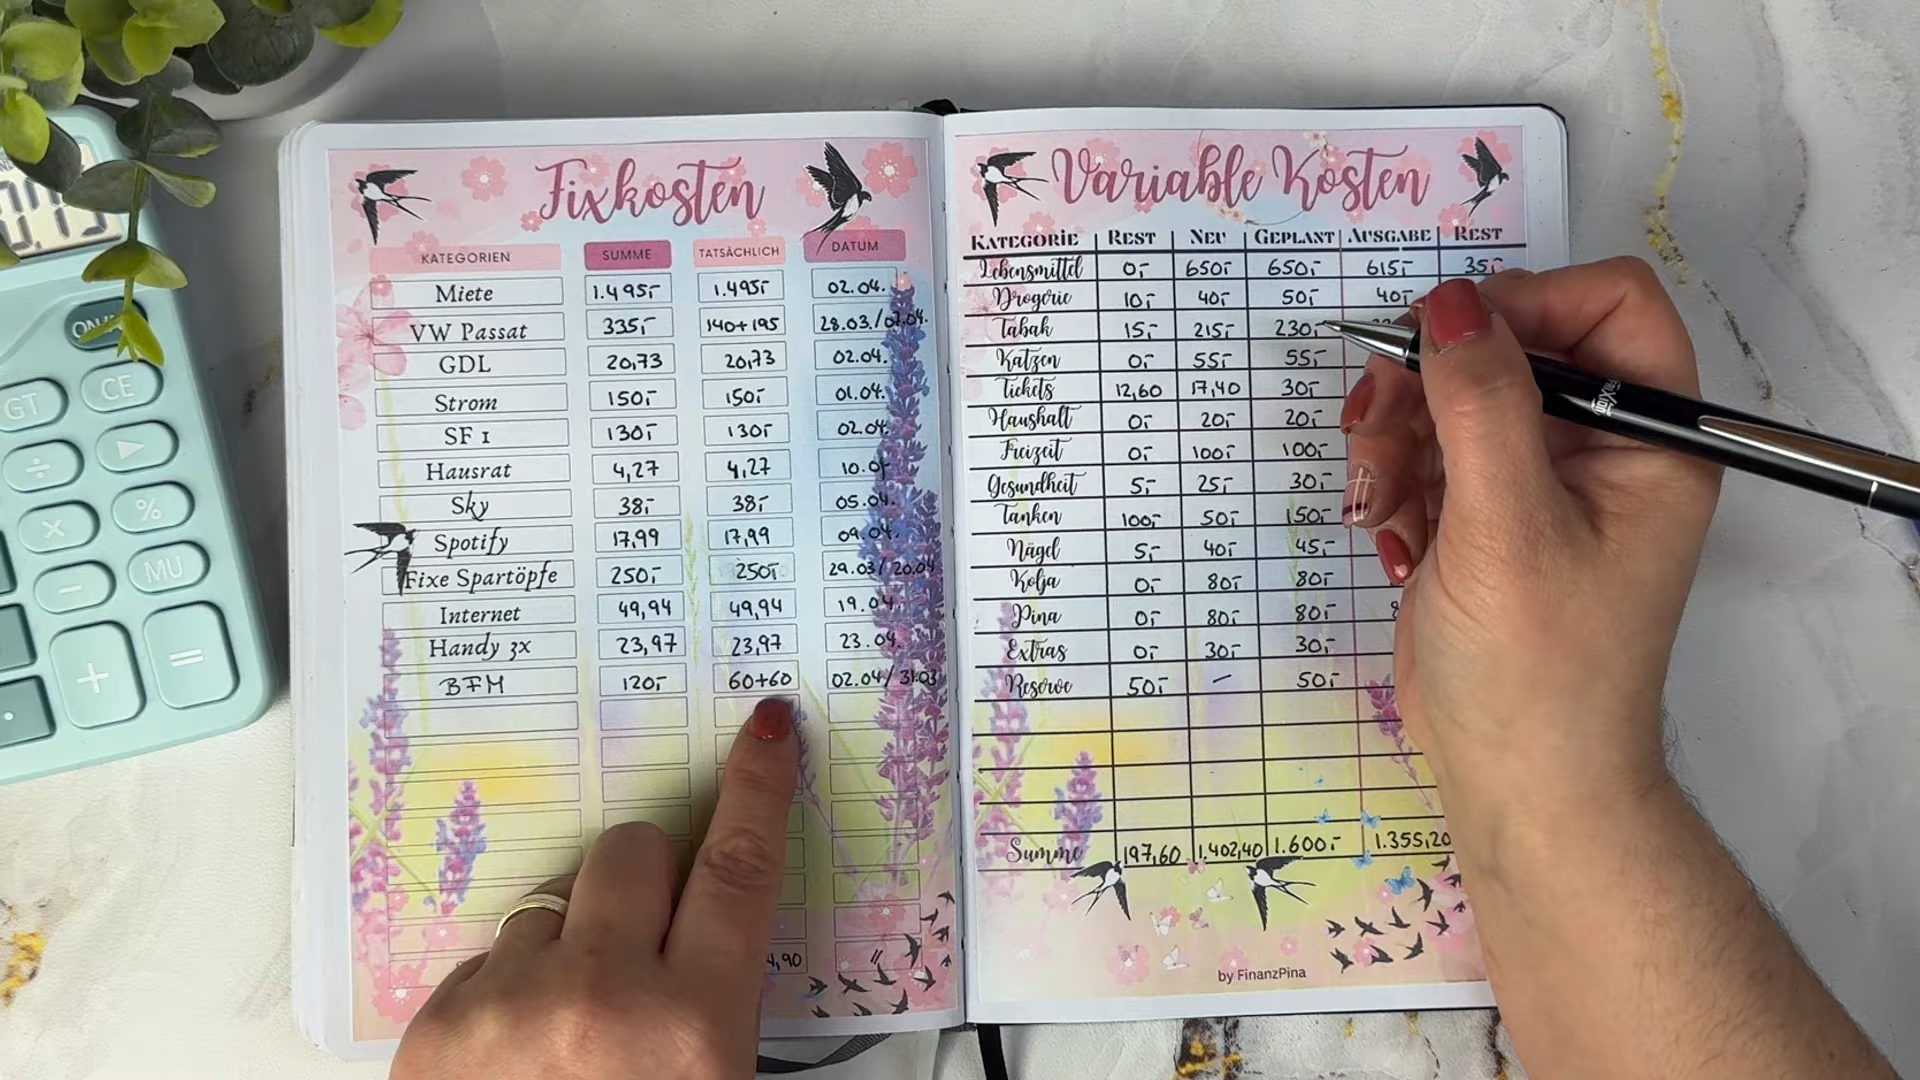 Fixkosten
KATEGORIEN SUMME TATSÄCHLICH DATUM
Miete 1.495,- 1.495,- 02.04.
VW Passat 335,- 140+195 28.03./07.04.
GDL 20,73 20,73 02.04.
Strom 150,- 150,- 01.04.
SF 1 130,- 130,- 02.04.
Hausrat 4,27 4,27 10.0
Sky 38,- 38,- 05.04.
Spotify 17,99 17,99 09.04.
Fixe Spartöpfe 250,- 250,- 29.03/ 20.04
Internet 49,94 49,94 19.04.
Handy 3x 23,97 23,97 23.04.
BFM 120,- 60+60 02.04/ 31.03
4,90 "
Variable Kosten
KATEGORIE REST NEU GEPLANT AUSGABE REST
Lebensmittel 0,- 650,- 650,- 615,- 35,-
Drogerie 10,- 40,- 50,- 40,-
Tabak 15,- 215,- 230,-
Katzen 0,- 55,- 55,-
Tickets 12,60 17,40 30,-
Haushalt 0,- 20,- 20,-
Freizeit 0,- 100,- 100,-
Gesundheit 5,- 25,- 30,-
Tanken 100,- 50,- 150,-
Nägel 5,- 40,- 45,-
Kolja 0,- 80,- 80,-
Pina 0,- 80,- 80,- 8
Extras 0,- 30,- 30,-
Reserve 50,- – 50,-
Summe 197,60 1.402,40 1.600,- 1.355,20
by FinanzPina
GT
CE
%
MU